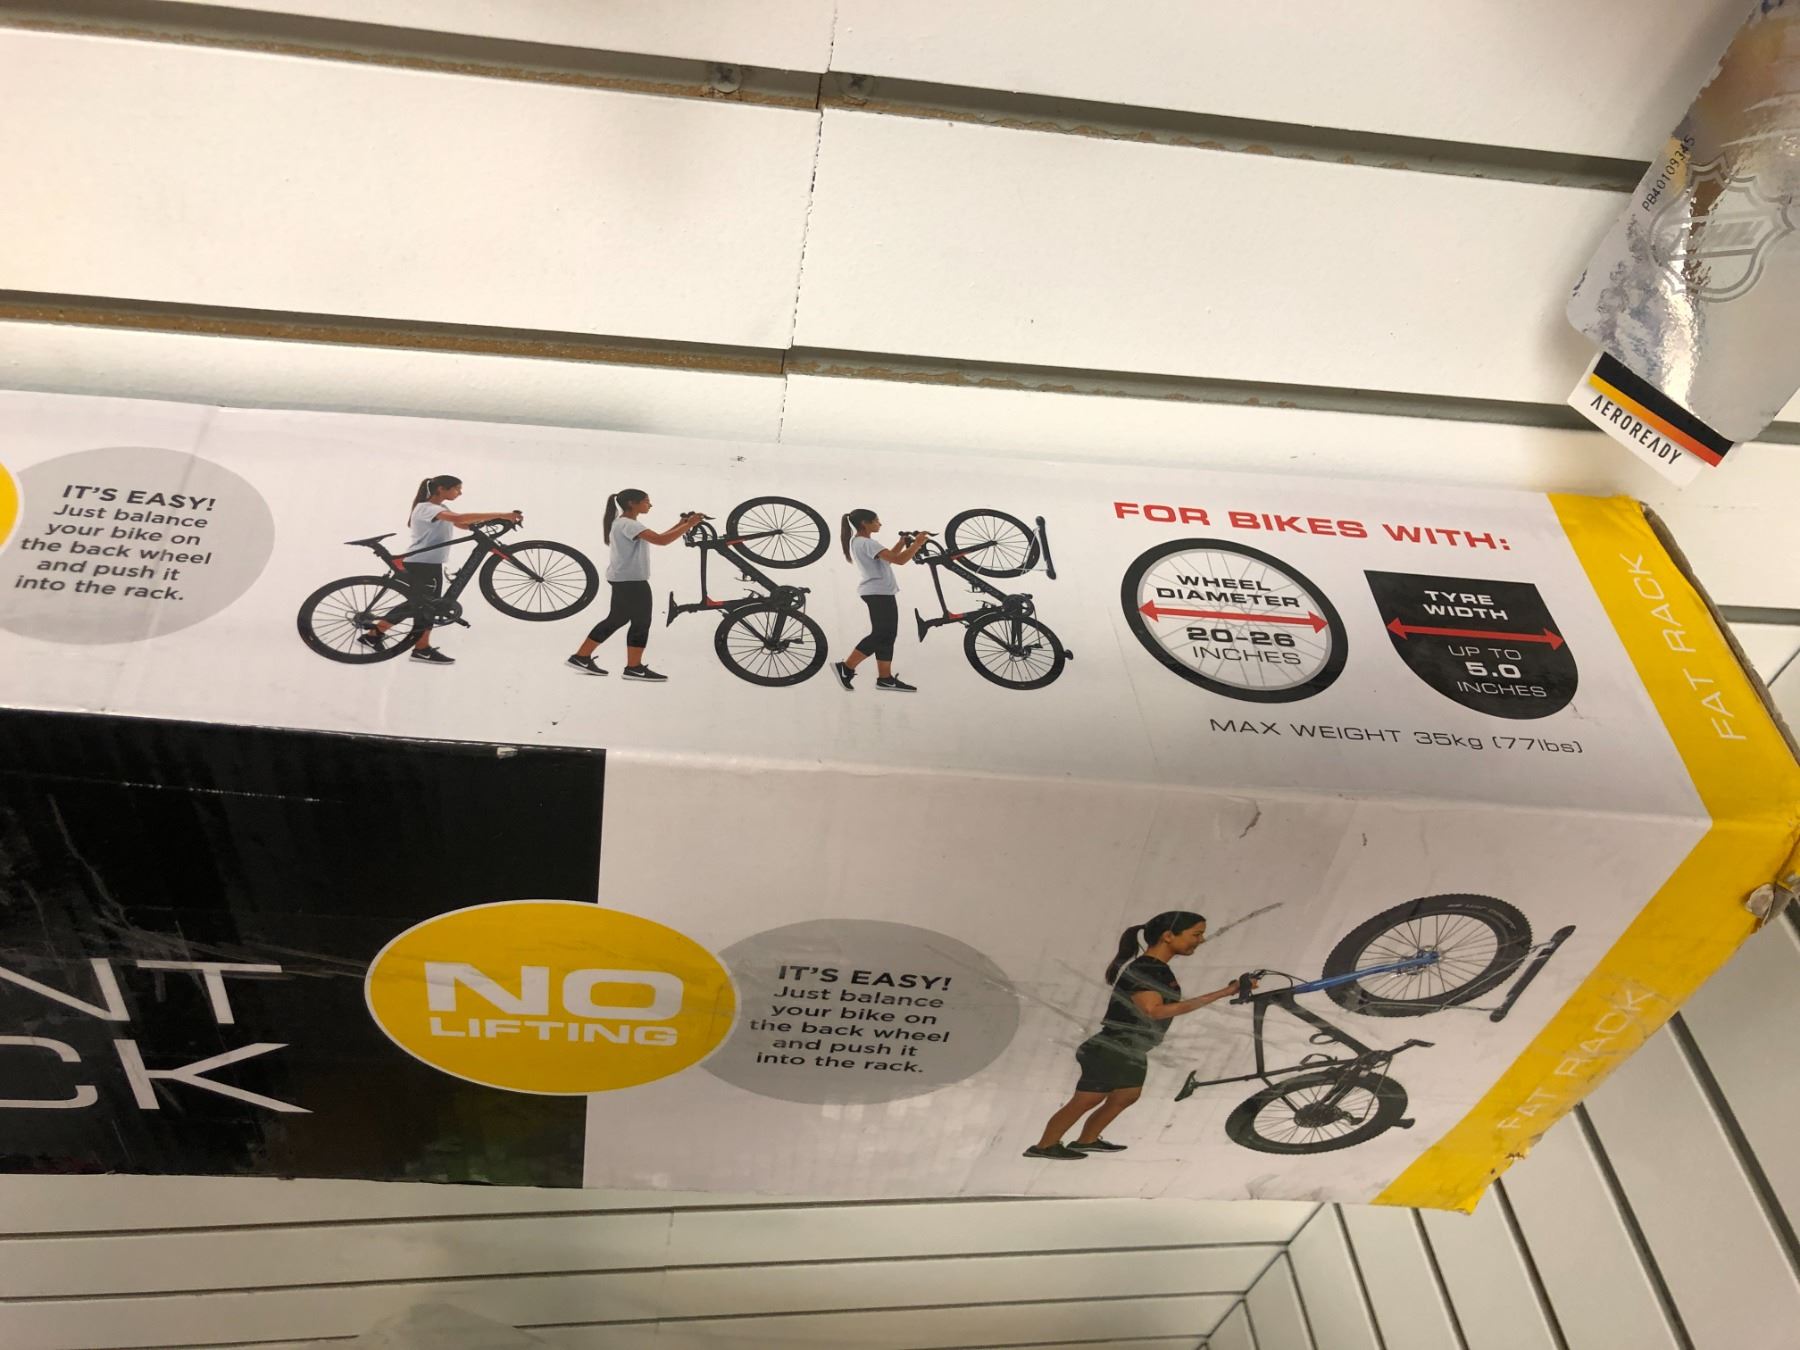 PB40109345
AEROREADY
IT'S EASY!
Just balance
your bike on
the back wheel
and push it
into the rack.
FOR BIKES WITH:
WHEEL
DIAMETER
20-26
INCHES
TYRE
WIDTH
UP TO
5.0
INCHES
MAX WEIGHT 35kg (77lbs)
FAT RACK
NT
CK
NO
LIFTING
IT'S EASY!
Just balance
your bike on
the back wheel
and push it
into the rack.
FAT RACK